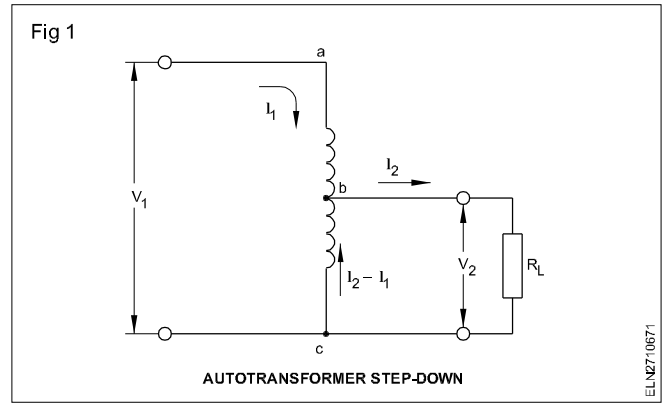 Fig 1
a
I1
I2
b
V1
V2
RL
I2 – I1
c
AUTOTRANSFORMER STEP-DOWN
ELN2710671